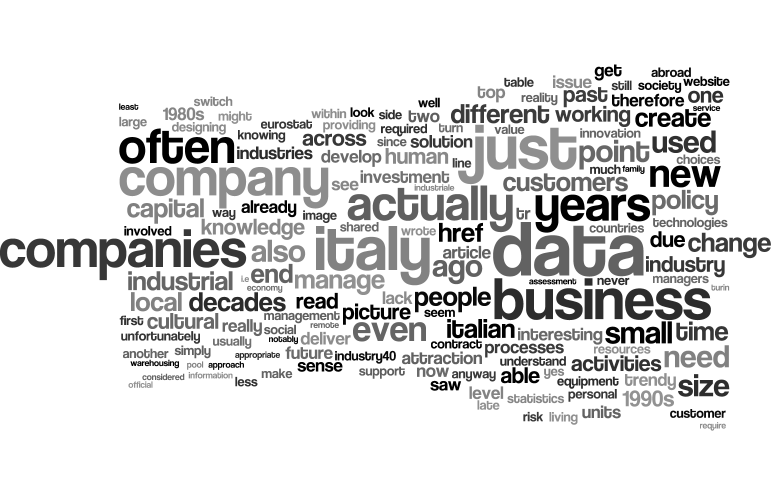 get abroad
table issue still society website
switch top reality past therefore one
least 1980s might within look side well two different working create service
large designing eurostat providing required turn value innovation
often knowing across since solution just point used
industries develop human line choices
company see investment industriale customers much family new
capital way already image actually tr years policy
involved knowledge shared wrote href countries technologies
companies also italy article data due change
industrial i.e end ago industry
economy manage assessment never managers
local decades read lack people business turin
first cultural management picture seem
really social remote even italian interesting small time
unfortunately usually notably deliver contract processes resources
another simply appropriate future industry40 attraction understand activities need
warehousing pool approach sense support now anyway able yes equipment trendy size
considered information less make saw personal
official level statistics 1990s
late risk living units customer
require